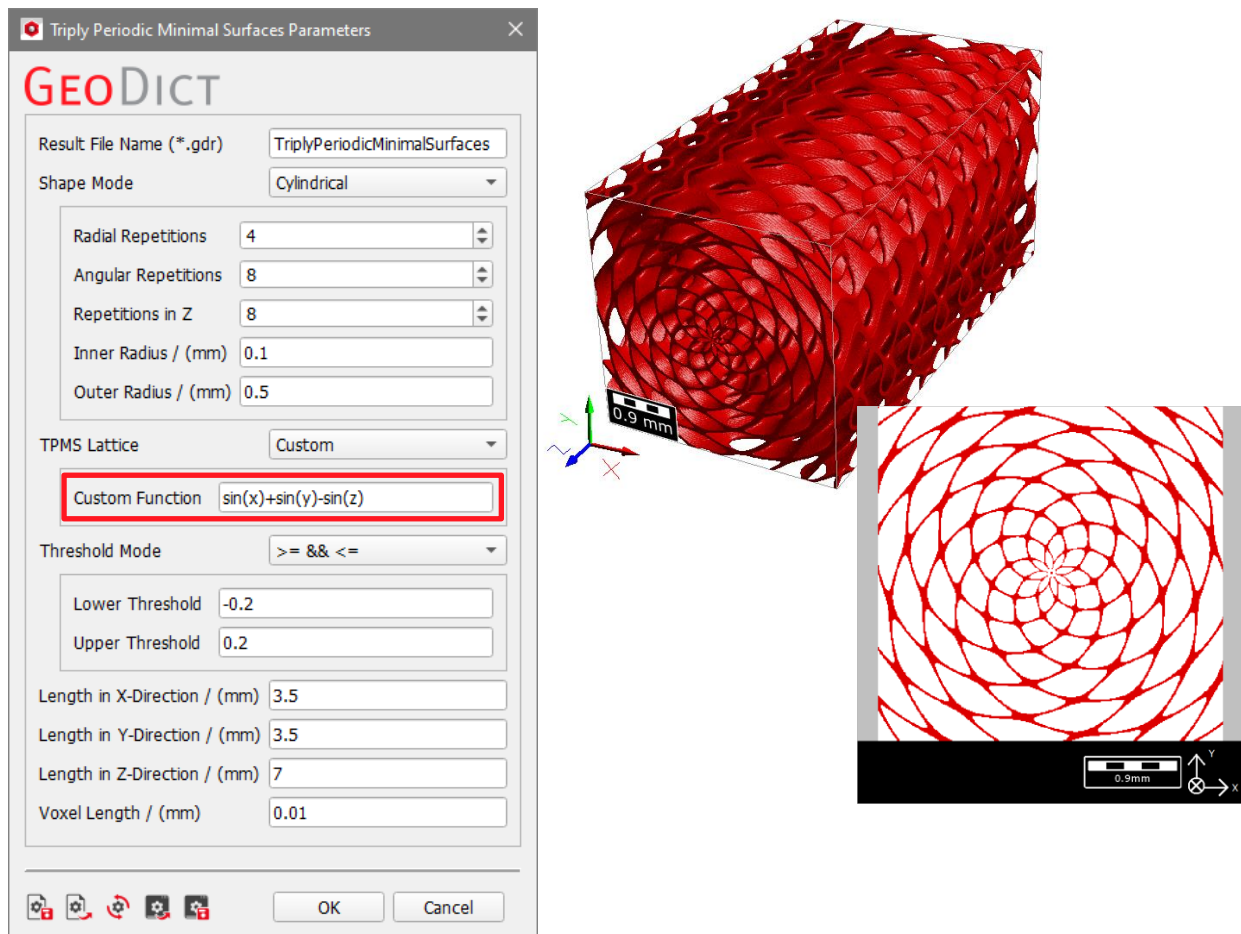 Triply Periodic Minimal Surfaces Parameters
GEODICT
Result File Name (*.gdr) TriplyPeriodicMinimalSurfaces
Shape Mode Cylindrical
Radial Repetitions 4
Angular Repetitions 8
Repetitions in Z 8
Inner Radius / (mm) 0.1
Outer Radius / (mm) 0.5
TPMS Lattice Custom
Custom Function sin(x)+sin(y)-sin(z)
Threshold Mode >= && <=
Lower Threshold -0.2
Upper Threshold 0.2
Length in X-Direction / (mm) 3.5
Length in Y-Direction / (mm) 3.5
Length in Z-Direction / (mm) 7
Voxel Length / (mm) 0.01
OK Cancel
0.9 mm
Y
Z
X
0.9mm
Y
X